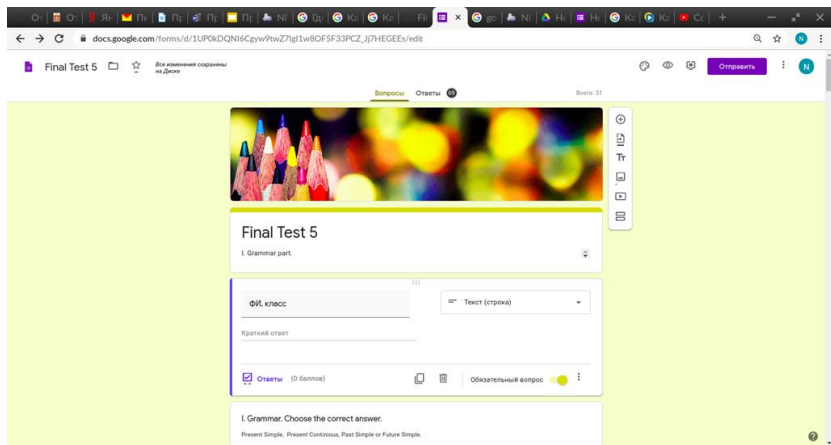 docs.google.com/forms/d/1UP0kDQNI6Cgyw9twZ7lgl1w8OF5F33PCZ_Jj7HEGEEs/edit
Final Test 5
Все изменения сохранены
на Диске
Отправить
N
Вопросы Ответы 69
Всего: 31
Final Test 5
I. Grammar part.
ФИ, класс
Текст (строка)
Краткий ответ
Ответы (0 баллов)
Обязательный вопрос
I. Grammar. Choose the correct answer.
Present Simple, Present Continious, Past Simple or Future Simple.